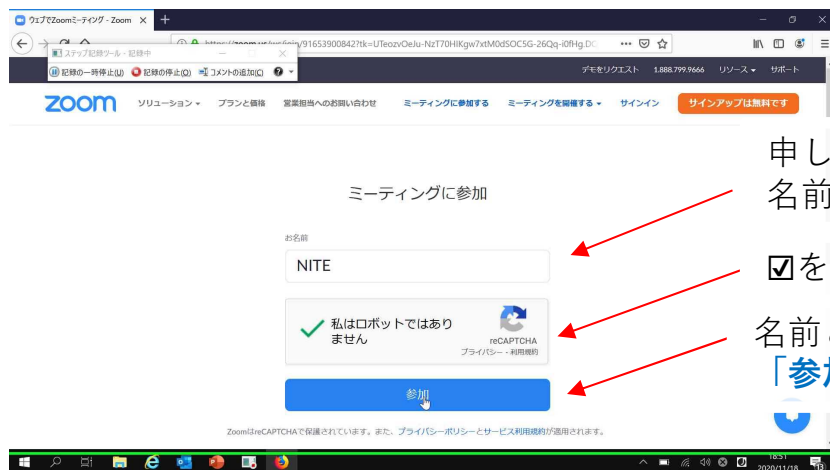 ウェブでZoomミーティング - Zoom
ステップ記録ツール - 記録中
記録の一時停止(U) 記録の停止(O) コメントの追加(C)
デモをリクエスト 1.888.799.9666 リソース サポート
zoom ソリューション プランと価格 営業担当へのお問い合わせ ミーティングに参加する ミーティングを開催する サインイン サインアップは無料です
ミーティングに参加
お名前
NITE
私はロボットではあり
ません
reCAPTCHA
プライバシー - 利用規約
参加
ZoomはreCAPTCHAで保護されています。また、プライバシーポリシーとサービス利用規約が適用されます。
申し
名前
☑を
名前
「参加
18:51
2020/11/18